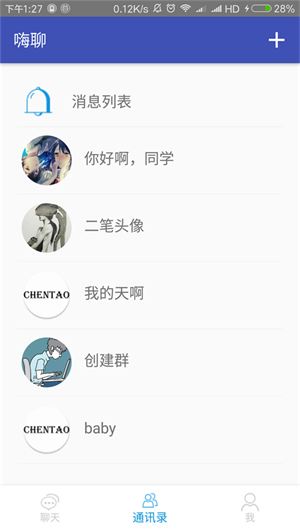 下午1:27 0.12K/s HD 28%
嗨聊
消息列表
你好啊，同学
二笔头像
CHENTAO 我的天啊
创建群
CHENTAO baby
聊天 通讯录 我